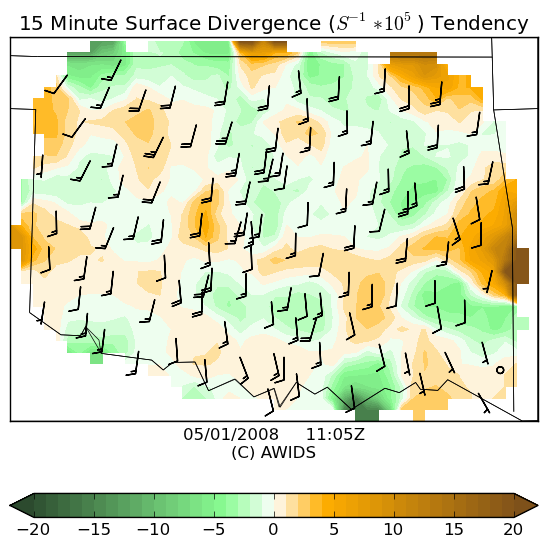 15 Minute Surface Divergence (S⁻¹ *10⁵ ) Tendency
05/01/2008 11:05Z
(C) AWIDS
−20 −15 −10 −5 0 5 10 15 20